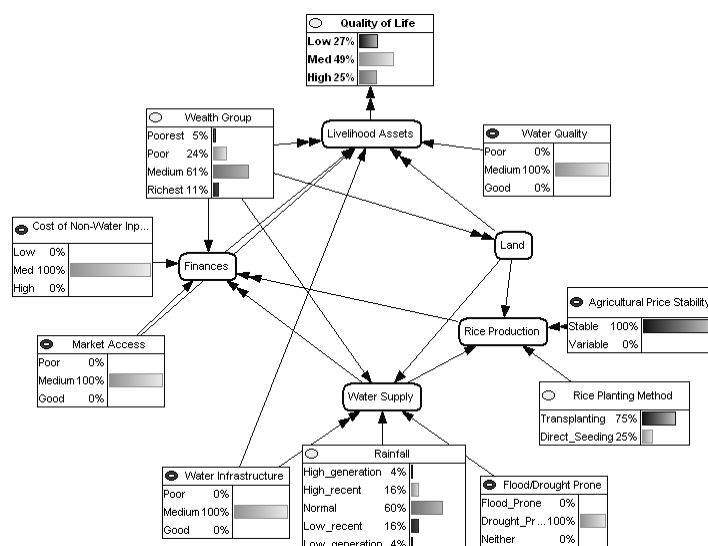 Quality of Life
Low 27%
Med 49%
High 25%
Wealth Group
Poorest 5%
Poor 24%
Medium 61%
Richest 11%
Livelihood Assets
Water Quality
Poor 0%
Medium 100%
Good 0%
Cost of Non-Water Inp...
Low 0%
Med 100%
High 0%
Finances
Land
Agricultural Price Stability
Stable 100%
Variable 0%
Rice Production
Market Access
Poor 0%
Medium 100%
Good 0%
Rice Planting Method
Transplanting 75%
Direct_Seeding 25%
Water Supply
Water Infrastructure
Poor 0%
Medium 100%
Good 0%
Rainfall
High_generation 4%
High_recent 16%
Normal 60%
Low_recent 16%
Low_generation 4%
Flood/Drought Prone
Flood_Prone 0%
Drought_Pr ... 100%
Neither 0%